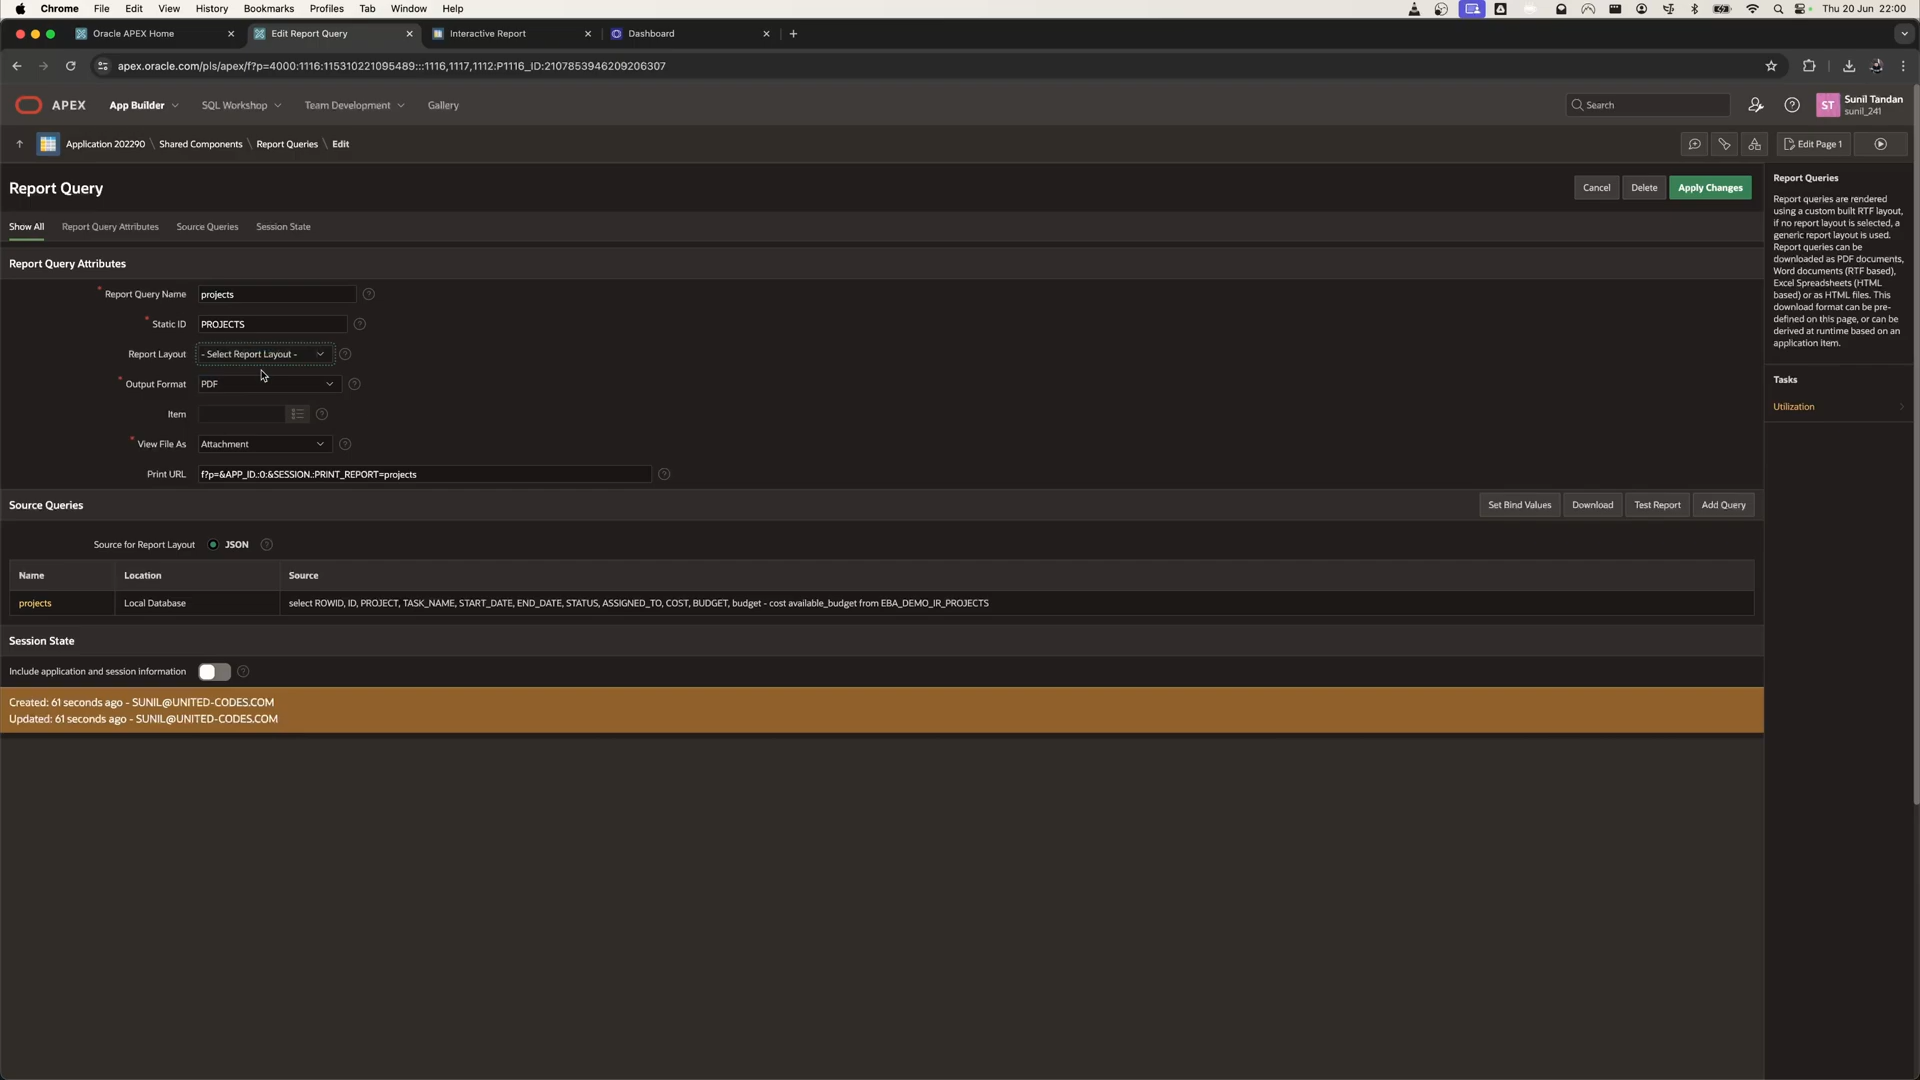 Chrome File Edit View History Bookmarks Profiles Tab Window Help Thu 20 Jun 22:00
Oracle APEX Home Edit Report Query Interactive Report Dashboard
apex.oracle.com/pls/apex/f?p=4000:1116:115310221095489:::1116,1117,1112:P1116_ID:2107853946209206307
APEX App Builder SQL Workshop Team Development Gallery Search ST Sunil Tandan
sunil_241
Application 202290 \ Shared Components \ Report Queries \ Edit Edit Page 1
Report Query Cancel Delete Apply Changes
Show All Report Query Attributes Source Queries Session State
Report Query Attributes
* Report Query Name projects
* Static ID PROJECTS
Report Layout - Select Report Layout -
* Output Format PDF
Item
* View File As Attachment
Print URL f?p=&APP_ID.:0:&SESSION.:PRINT_REPORT=projects
Source Queries Set Bind Values Download Test Report Add Query
Source for Report Layout JSON
Name Location Source
projects Local Database select ROWID, ID, PROJECT, TASK_NAME, START_DATE, END_DATE, STATUS, ASSIGNED_TO, COST, BUDGET, budget - cost available_budget from EBA_DEMO_IR_PROJECTS
Session State
Include application and session information
Created: 61 seconds ago - SUNIL@UNITED-CODES.COM
Updated: 61 seconds ago - SUNIL@UNITED-CODES.COM
Report Queries
Report queries are rendered
using a custom built RTF layout,
if no report layout is selected, a
generic report layout is used.
Report queries can be
downloaded as PDF documents,
Word documents (RTF based),
Excel Spreadsheets (HTML
based) or as HTML files. This
download format can be pre-
defined on this page, or can be
derived at runtime based on an
application item.
Tasks
Utilization